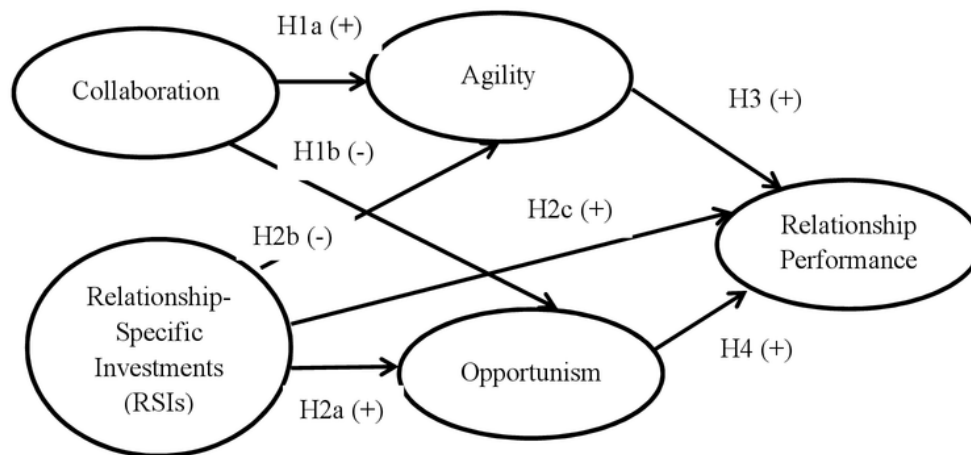 H1a (+)
Collaboration
Agility
H3 (+)
H1b (-)
H2c (+)
H2b (-)
Relationship
Performance
Relationship-
Specific
Investments
(RSIs)
Opportunism
H4 (+)
H2a (+)